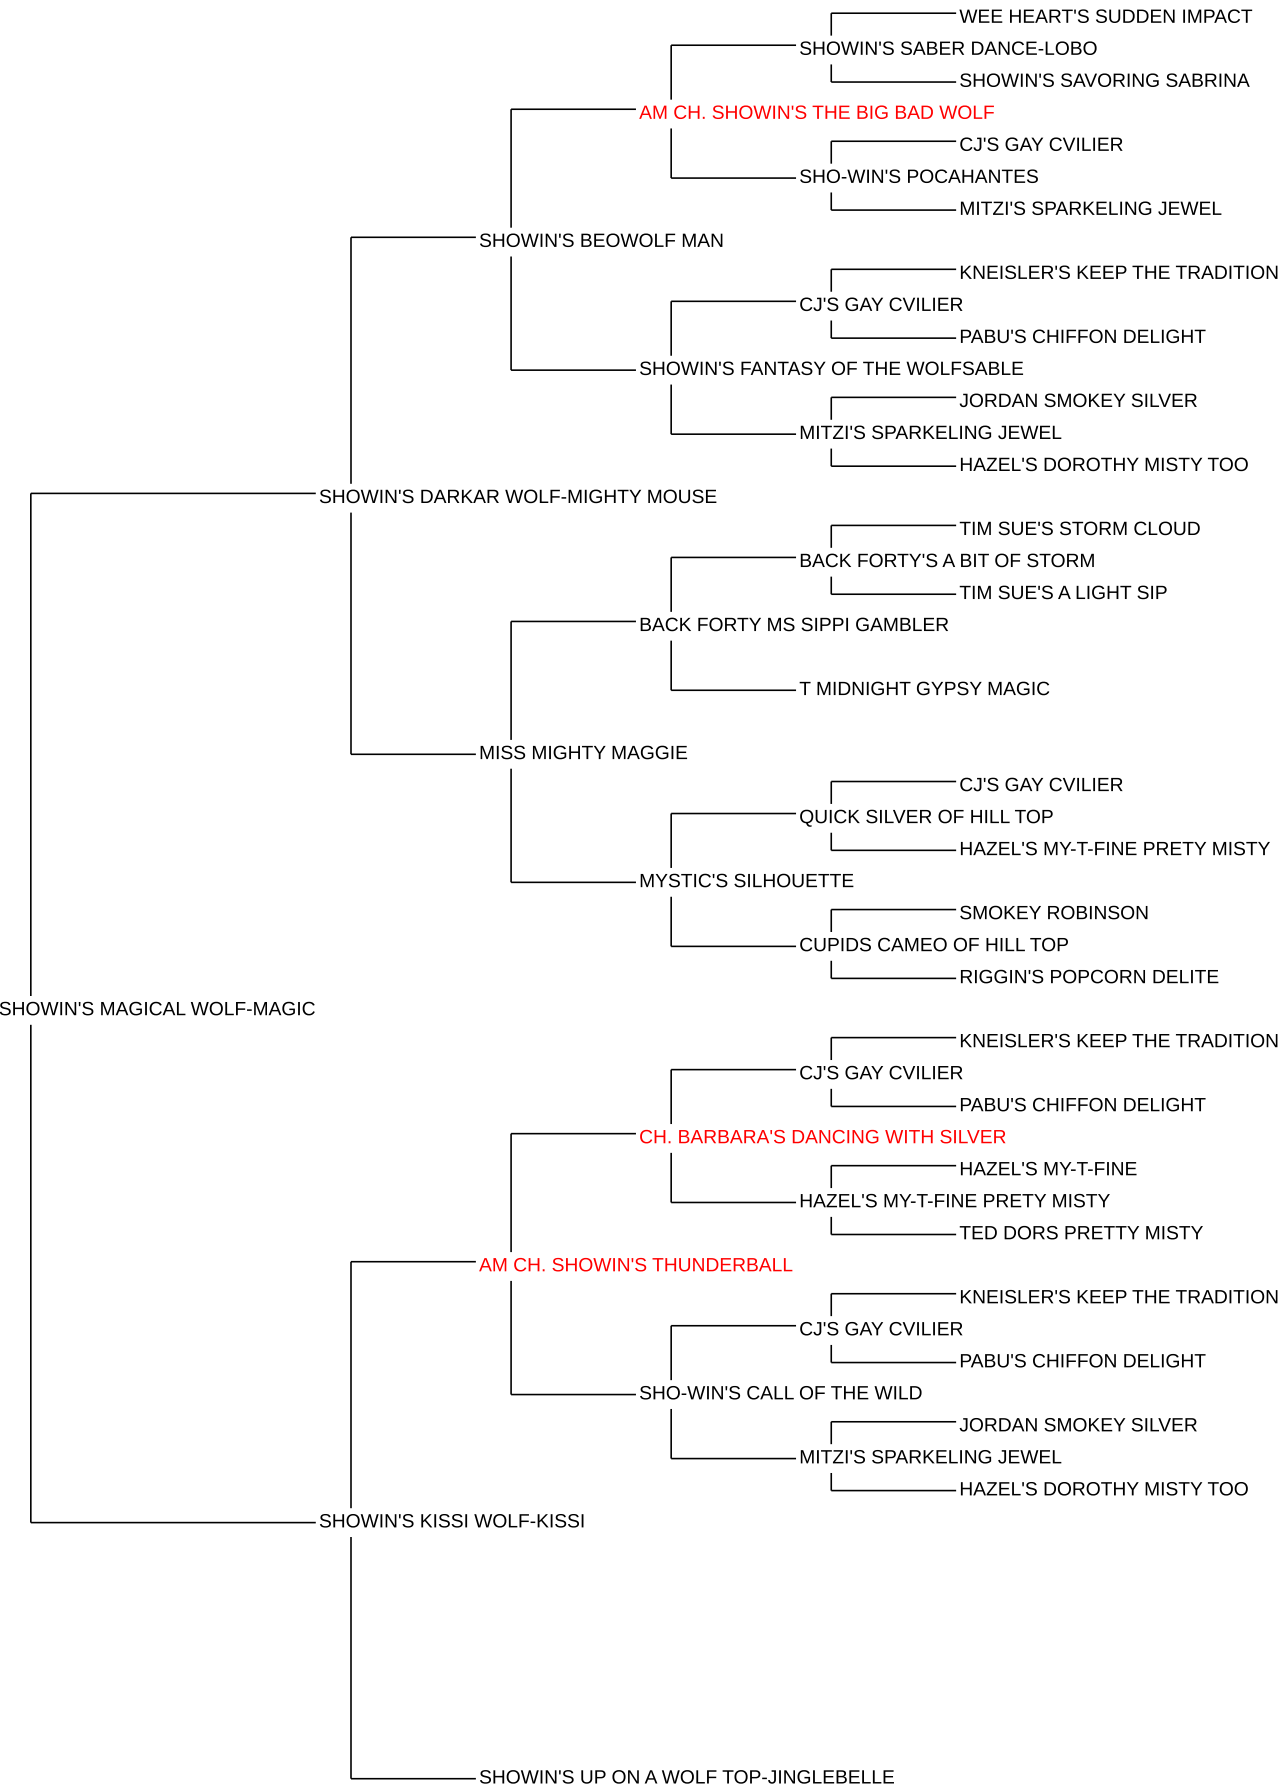 WEE HEART'S SUDDEN IMPACT
SHOWIN'S SABER DANCE-LOBO
SHOWIN'S SAVORING SABRINA
AM CH. SHOWIN'S THE BIG BAD WOLF
CJ'S GAY CVILIER
SHO-WIN'S POCAHANTES
MITZI'S SPARKELING JEWEL
SHOWIN'S BEOWOLF MAN
KNEISLER'S KEEP THE TRADITION
CJ'S GAY CVILIER
PABU'S CHIFFON DELIGHT
SHOWIN'S FANTASY OF THE WOLFSABLE
JORDAN SMOKEY SILVER
MITZI'S SPARKELING JEWEL
HAZEL'S DOROTHY MISTY TOO
SHOWIN'S DARKAR WOLF-MIGHTY MOUSE
TIM SUE'S STORM CLOUD
BACK FORTY'S A BIT OF STORM
TIM SUE'S A LIGHT SIP
BACK FORTY MS SIPPI GAMBLER
T MIDNIGHT GYPSY MAGIC
MISS MIGHTY MAGGIE
CJ'S GAY CVILIER
QUICK SILVER OF HILL TOP
HAZEL'S MY-T-FINE PRETY MISTY
MYSTIC'S SILHOUETTE
SMOKEY ROBINSON
CUPIDS CAMEO OF HILL TOP
RIGGIN'S POPCORN DELITE
SHOWIN'S MAGICAL WOLF-MAGIC
KNEISLER'S KEEP THE TRADITION
CJ'S GAY CVILIER
PABU'S CHIFFON DELIGHT
CH. BARBARA'S DANCING WITH SILVER
HAZEL'S MY-T-FINE
HAZEL'S MY-T-FINE PRETY MISTY
TED DORS PRETTY MISTY
AM CH. SHOWIN'S THUNDERBALL
KNEISLER'S KEEP THE TRADITION
CJ'S GAY CVILIER
PABU'S CHIFFON DELIGHT
SHO-WIN'S CALL OF THE WILD
JORDAN SMOKEY SILVER
MITZI'S SPARKELING JEWEL
HAZEL'S DOROTHY MISTY TOO
SHOWIN'S KISSI WOLF-KISSI
SHOWIN'S UP ON A WOLF TOP-JINGLEBELLE